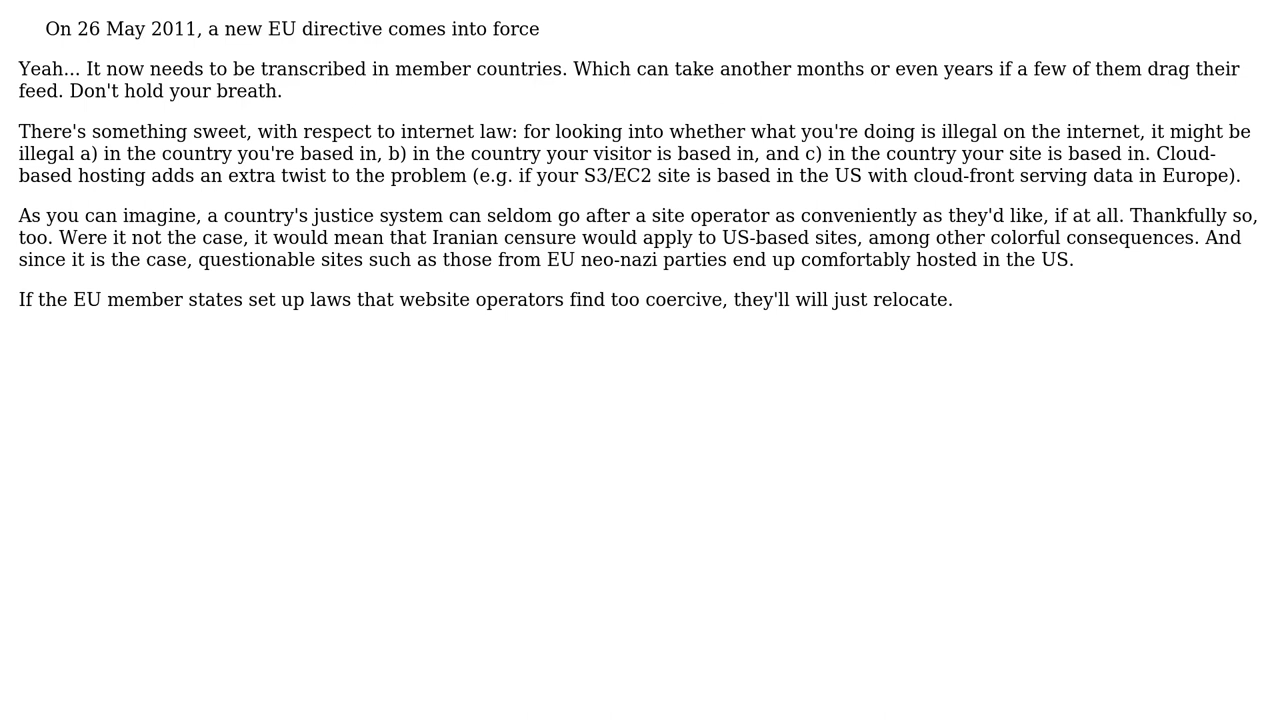 On 26 May 2011, a new EU directive comes into force
Yeah... It now needs to be transcribed in member countries. Which can take another months or even years if a few of them drag their
feed. Don't hold your breath.
There's something sweet, with respect to internet law: for looking into whether what you're doing is illegal on the internet, it might be
illegal a) in the country you're based in, b) in the country your visitor is based in, and c) in the country your site is based in. Cloud-
based hosting adds an extra twist to the problem (e.g. if your S3/EC2 site is based in the US with cloud-front serving data in Europe).
As you can imagine, a country's justice system can seldom go after a site operator as conveniently as they'd like, if at all. Thankfully so,
too. Were it not the case, it would mean that Iranian censure would apply to US-based sites, among other colorful consequences. And
since it is the case, questionable sites such as those from EU neo-nazi parties end up comfortably hosted in the US.
If the EU member states set up laws that website operators find too coercive, they'll will just relocate.